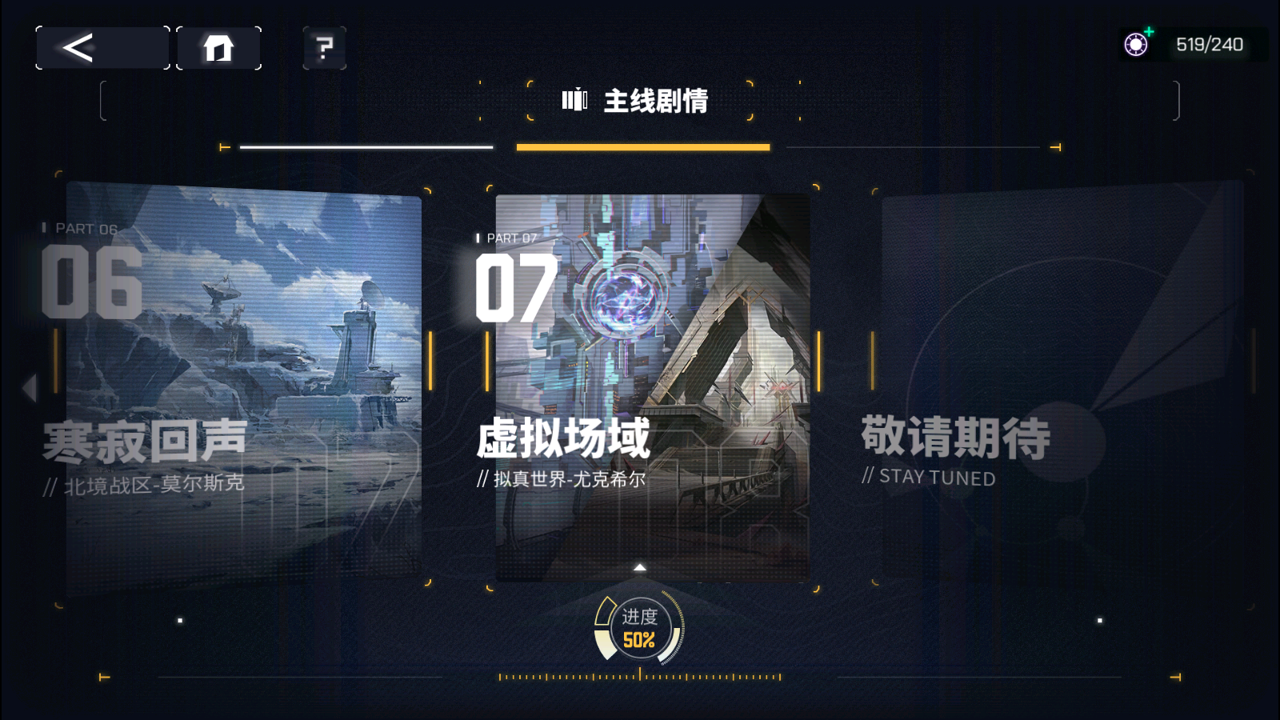 ?
519/240
主线剧情
PART 06
06
寒寂回声
// 北境战区-莫尔斯克
PART 07
07
虚拟场域
// 拟真世界-尤克希尔
敬请期待
// STAY TUNED
进度
50%